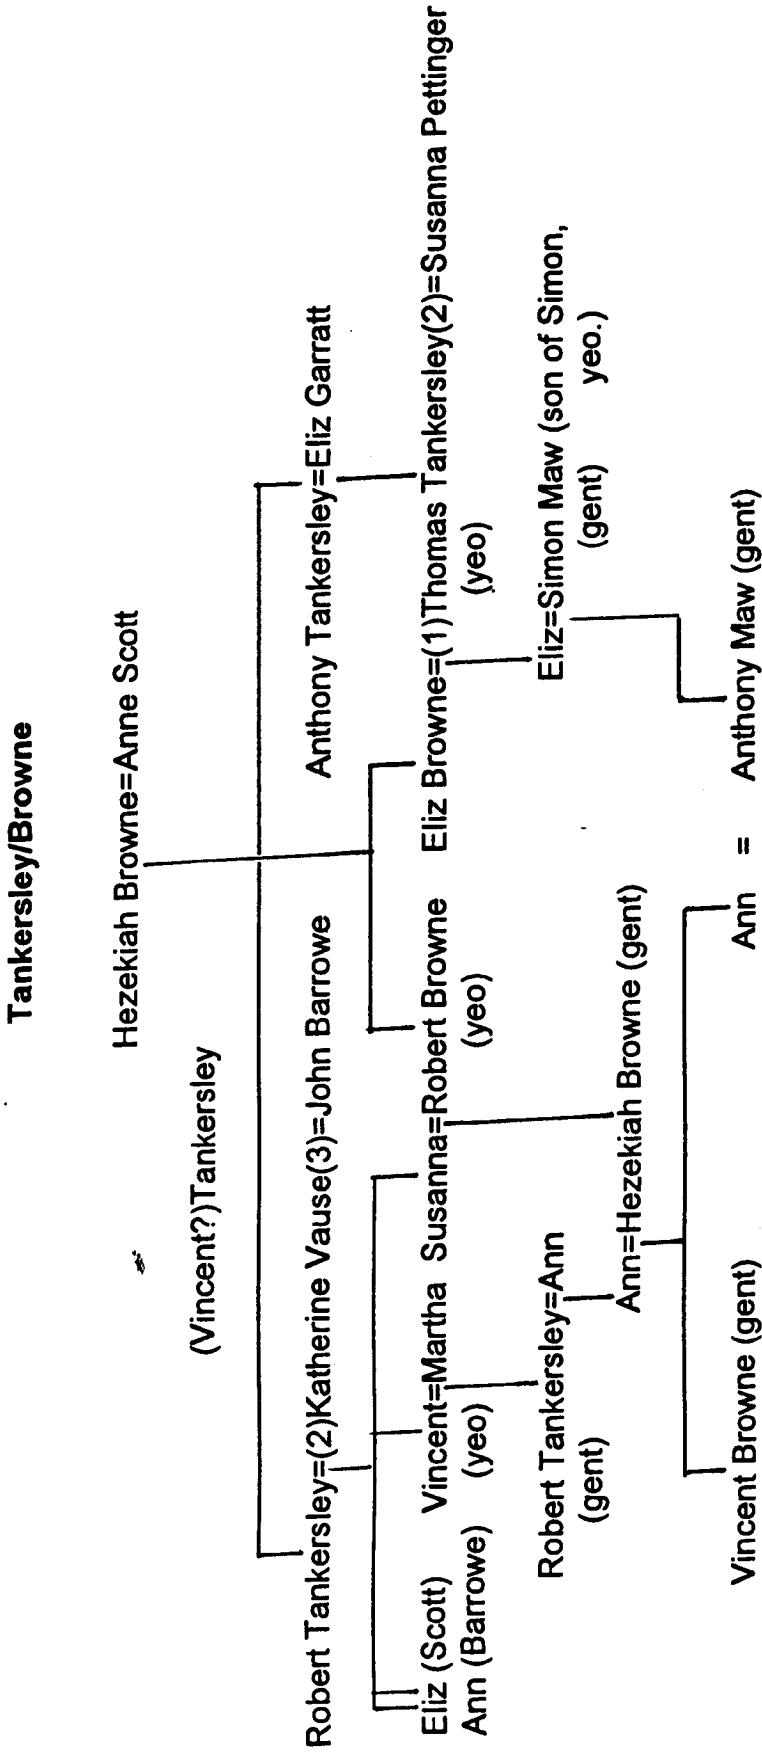 Tankersley/Browne
Hezekiah Browne=Anne Scott
(Vincent?)Tankersley
Robert Tankersley=(2)Katherine Vause(3)=John Barrowe Anthony Tankersley=Eliz Garratt
Eliz (Scott) Vincent=Martha Susanna=Robert Browne Eliz Browne=(1)Thomas Tankersley(2)=Susanna Pettinger
Ann (Barrowe) (yeo) (yeo) (yeo)
Robert Tankersley=Ann Eliz=Simon Maw (son of Simon,
(gent) (gent) yeo.)
Ann=Hezekiah Browne (gent)
Vincent Browne (gent) Ann = Anthony Maw (gent)